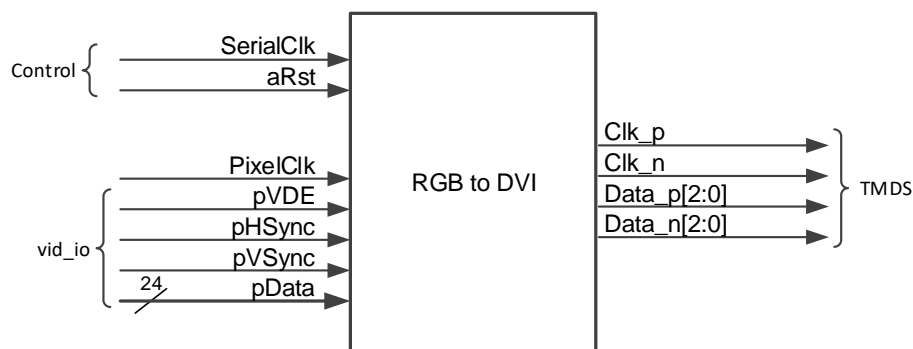 Control
SerialClk
aRst
PixelClk
pVDE
pHSync
pVSync
24
pData
vid_io
RGB to DVI
Clk_p
Clk_n
Data_p[2:0]
Data_n[2:0]
TMDS